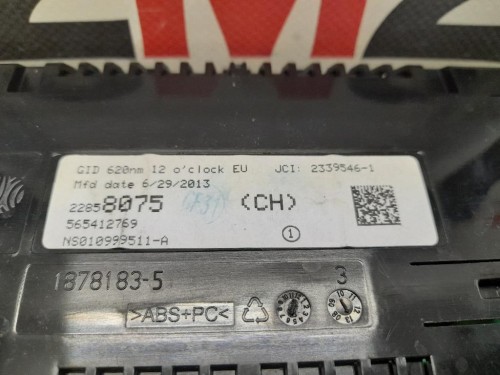 GID 620nm 12 o'clock EU JCI: 2339546-1
Mfd date 6/29/2013
22858075 (CH)
565412769
NS010999511-A
1
1878183-5
3
>ABS+PC<